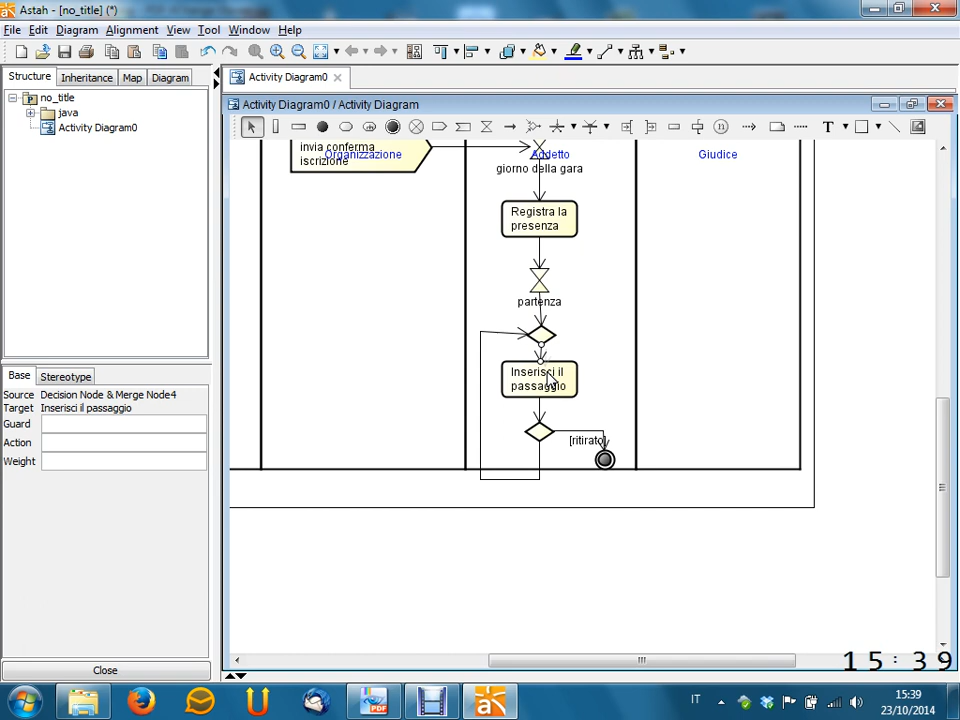 Astah - [no_title] (*)
File Edit Diagram Alignment View Tool Window Help
Structure Inheritance Map Diagram
no_title
java
Activity Diagram0
Activity Diagram0
Activity Diagram0 / Activity Diagram
T
invia conferma
iscrizione
Organizzazione
Addetto
Giudice
giorno della gara
Registra la
presenza
partenza
Inserisci il
passaggio
[ritirato]
Base Stereotype
Source Decision Node & Merge Node4
Target Inserisci il passaggio
Guard
Action
Weight
Close
15:39
PDF
IT
15:39
23/10/2014